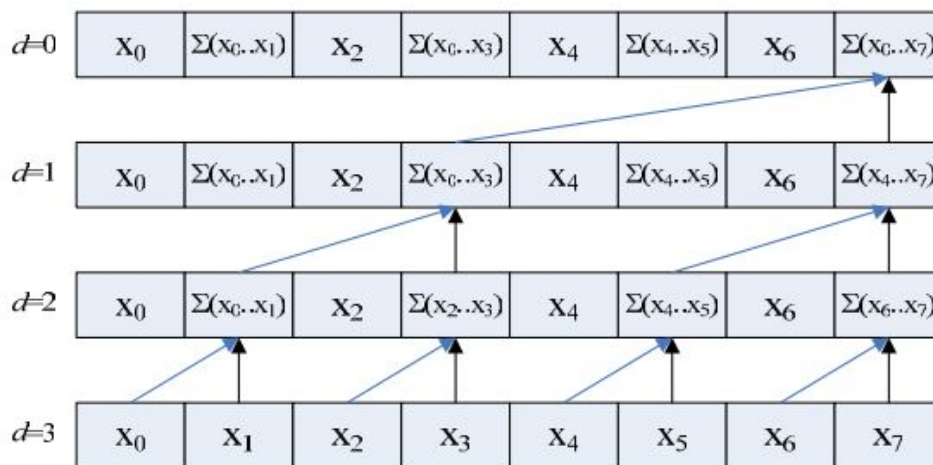 d=0 x₀ Σ(x₀..x₁) x₂ Σ(x₀..x₃) x₄ Σ(x₄..x₅) x₆ Σ(x₀..x₇)
d=1 x₀ Σ(x₀..x₁) x₂ Σ(x₀..x₃) x₄ Σ(x₄..x₅) x₆ Σ(x₄..x₇)
d=2 x₀ Σ(x₀..x₁) x₂ Σ(x₂..x₃) x₄ Σ(x₄..x₅) x₆ Σ(x₆..x₇)
d=3 x₀ x₁ x₂ x₃ x₄ x₅ x₆ x₇